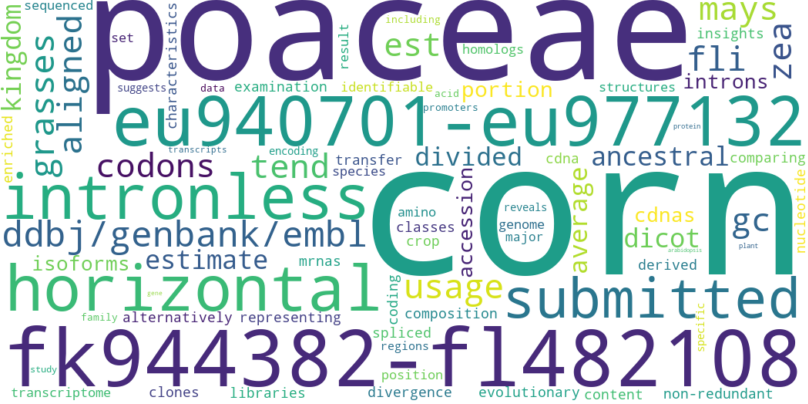 sequenced
kingdom
set
suggests
data
characteristics
examination
result
including
est
homologs
identifiable
acid
portion
fli
structures
introns
mays
insights
zea
poaceae
enriched
grasses
aligned
eu940701-eu977132
promoters
protein
transcripts
encoding
codons
tend
transfer
species
divided
cdna
ancestral
comparing
intronless
corn
nucleotide
amino
classes
crop
accession
reveals
genome
major
average
cdnas
dicot
gc
arabidopsis
plant
derived
ddbj/genbank/embl
isoforms
estimate
mrnas
horizontal
gene
coding
usage
composition
submitted
family
alternatively
representing
spliced
regions
specific
fk944382-fl482108
study
position
transcriptome
clones
libraries
divergence
evolutionary
content
non-redundant